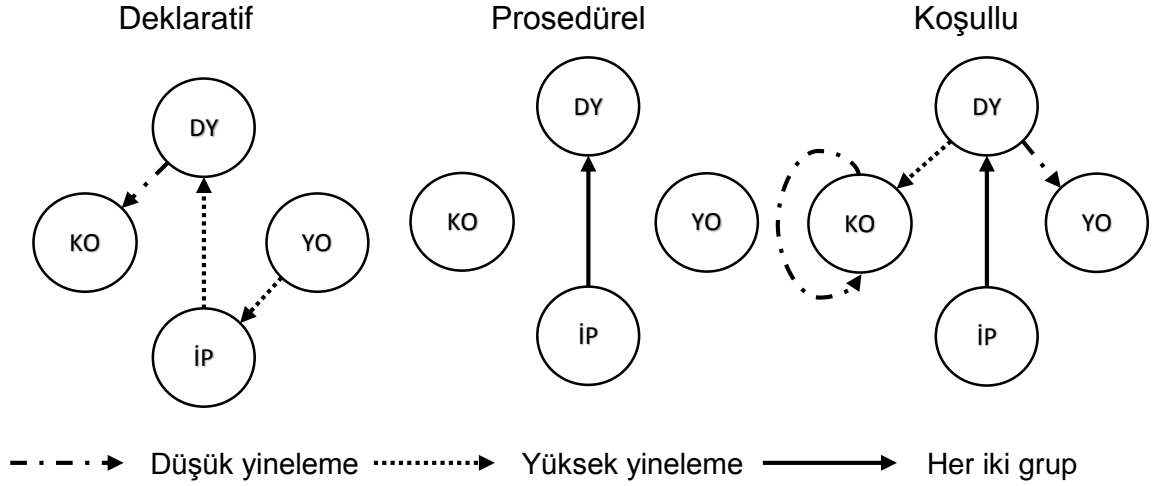 Deklaratif Prosedürel Koşullu
DY DY DY
KO YO KO YO KO YO
İP İP İP
Düşük yineleme Yüksek yineleme Her iki grup